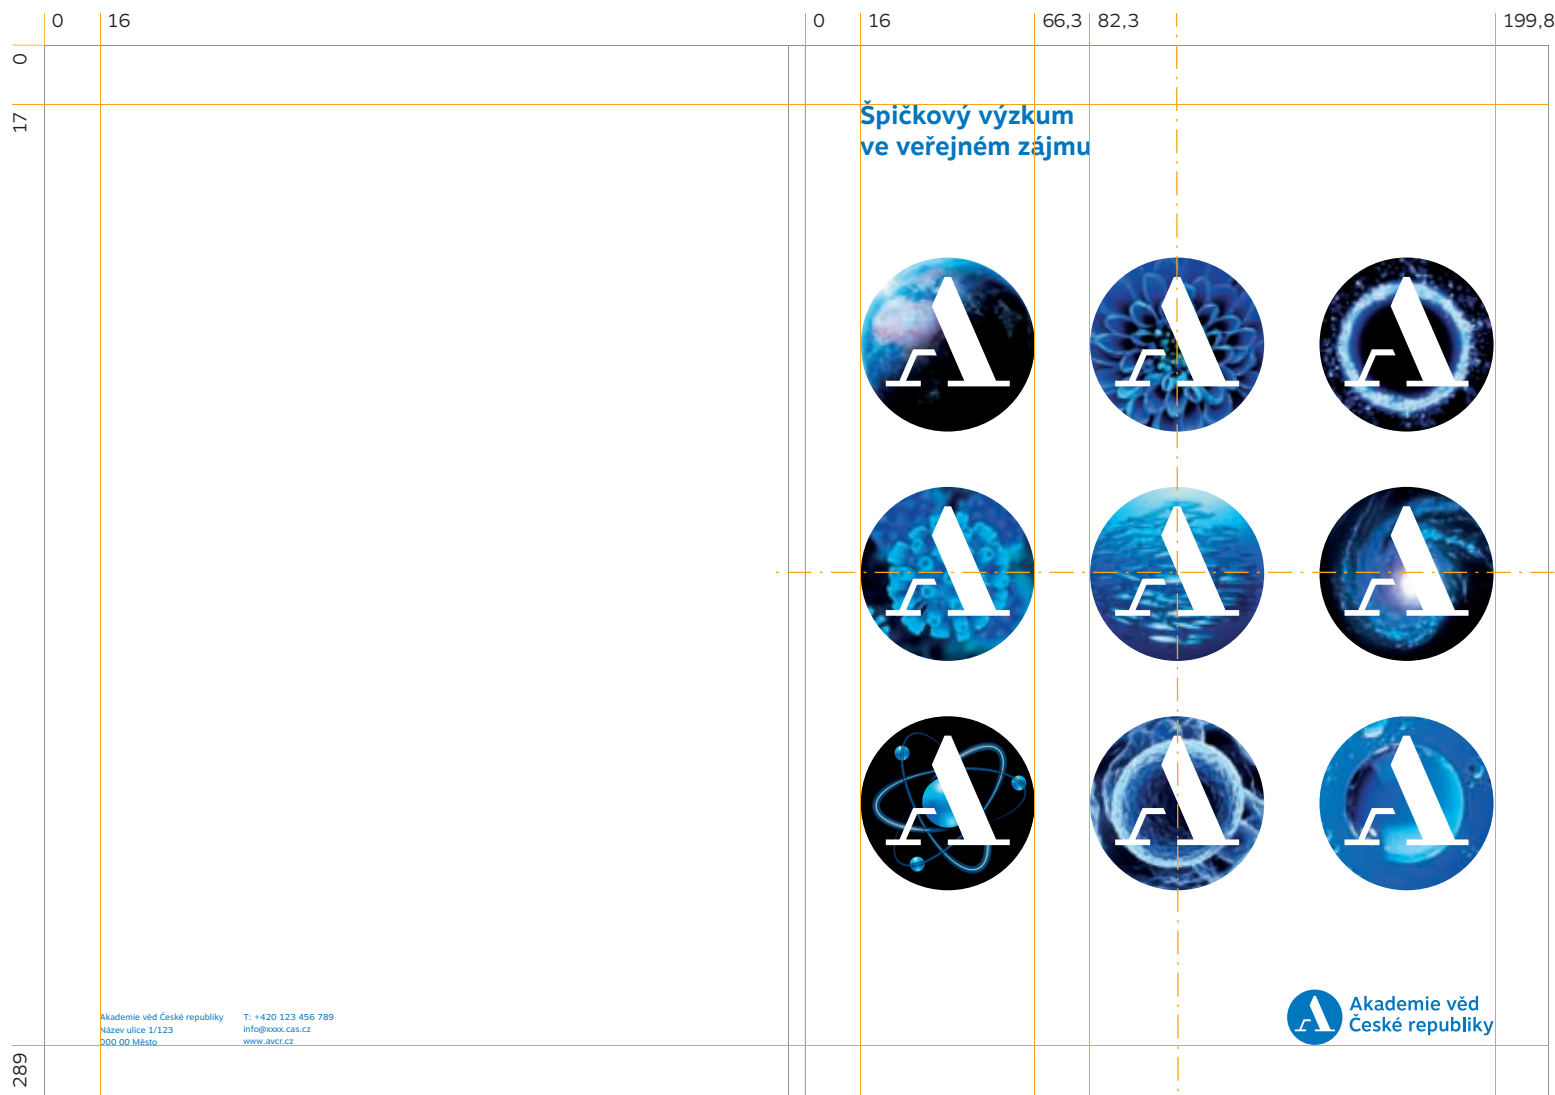 0
16
0
16
66,3
82,3
199,8
0
17
289
Špičkový výzkum
ve veřejném zájmu
Akademie věd České republiky
Název ulice 1/123
000 00 Město
T: +420 123 456 789
info@xxxx.cas.cz
www.avcr.cz
Akademie věd
České republiky